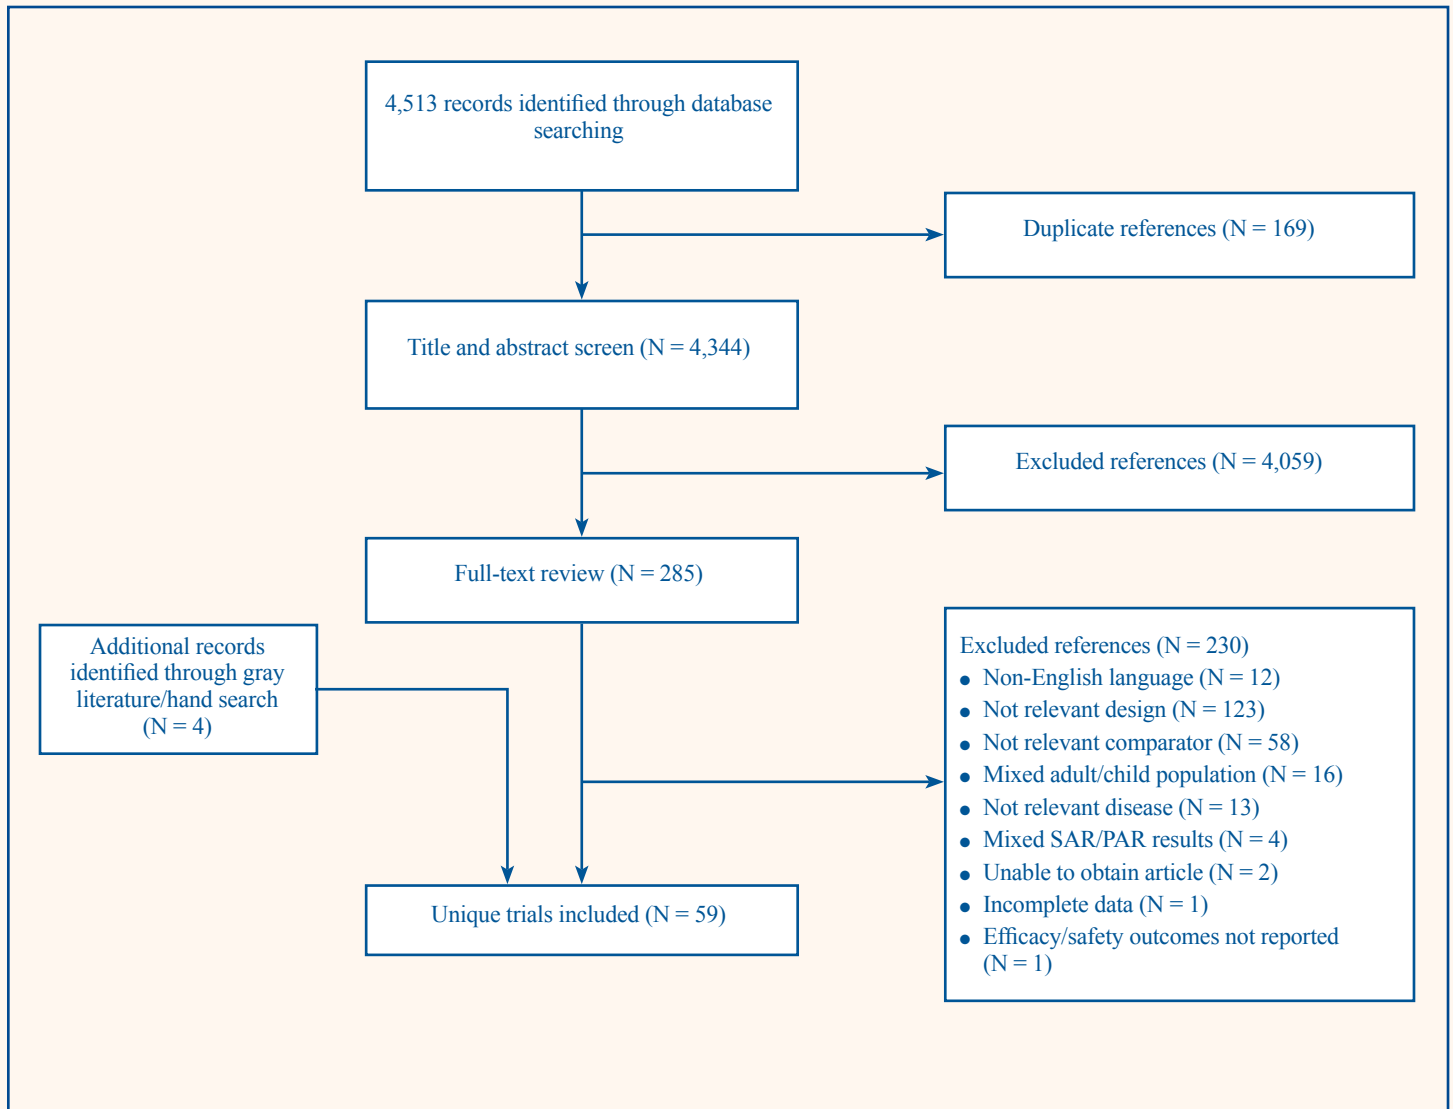 4,513 records identified through database
searching
Duplicate references (N = 169)
Title and abstract screen (N = 4,344)
Excluded references (N = 4,059)
Full-text review (N = 285)
Additional records
identified through gray
literature/hand search
(N = 4)
Excluded references (N = 230)
● Non-English language (N = 12)
● Not relevant design (N = 123)
● Not relevant comparator (N = 58)
● Mixed adult/child population (N = 16)
● Not relevant disease (N = 13)
● Mixed SAR/PAR results (N = 4)
● Unable to obtain article (N = 2)
● Incomplete data (N = 1)
● Efficacy/safety outcomes not reported
(N = 1)
Unique trials included (N = 59)